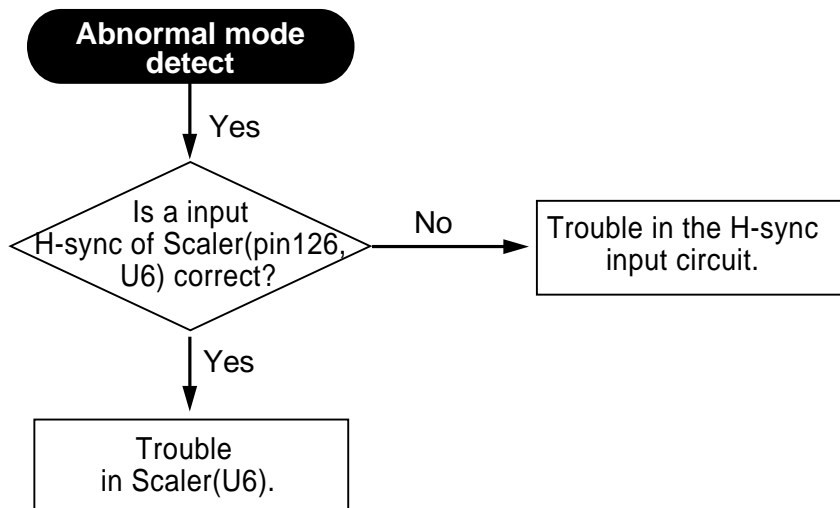 Abnormal mode
detect
Yes
Is a input
H-sync of Scaler(pin126,
U6) correct?
No
Trouble in the H-sync
input circuit.
Yes
Trouble
in Scaler(U6).